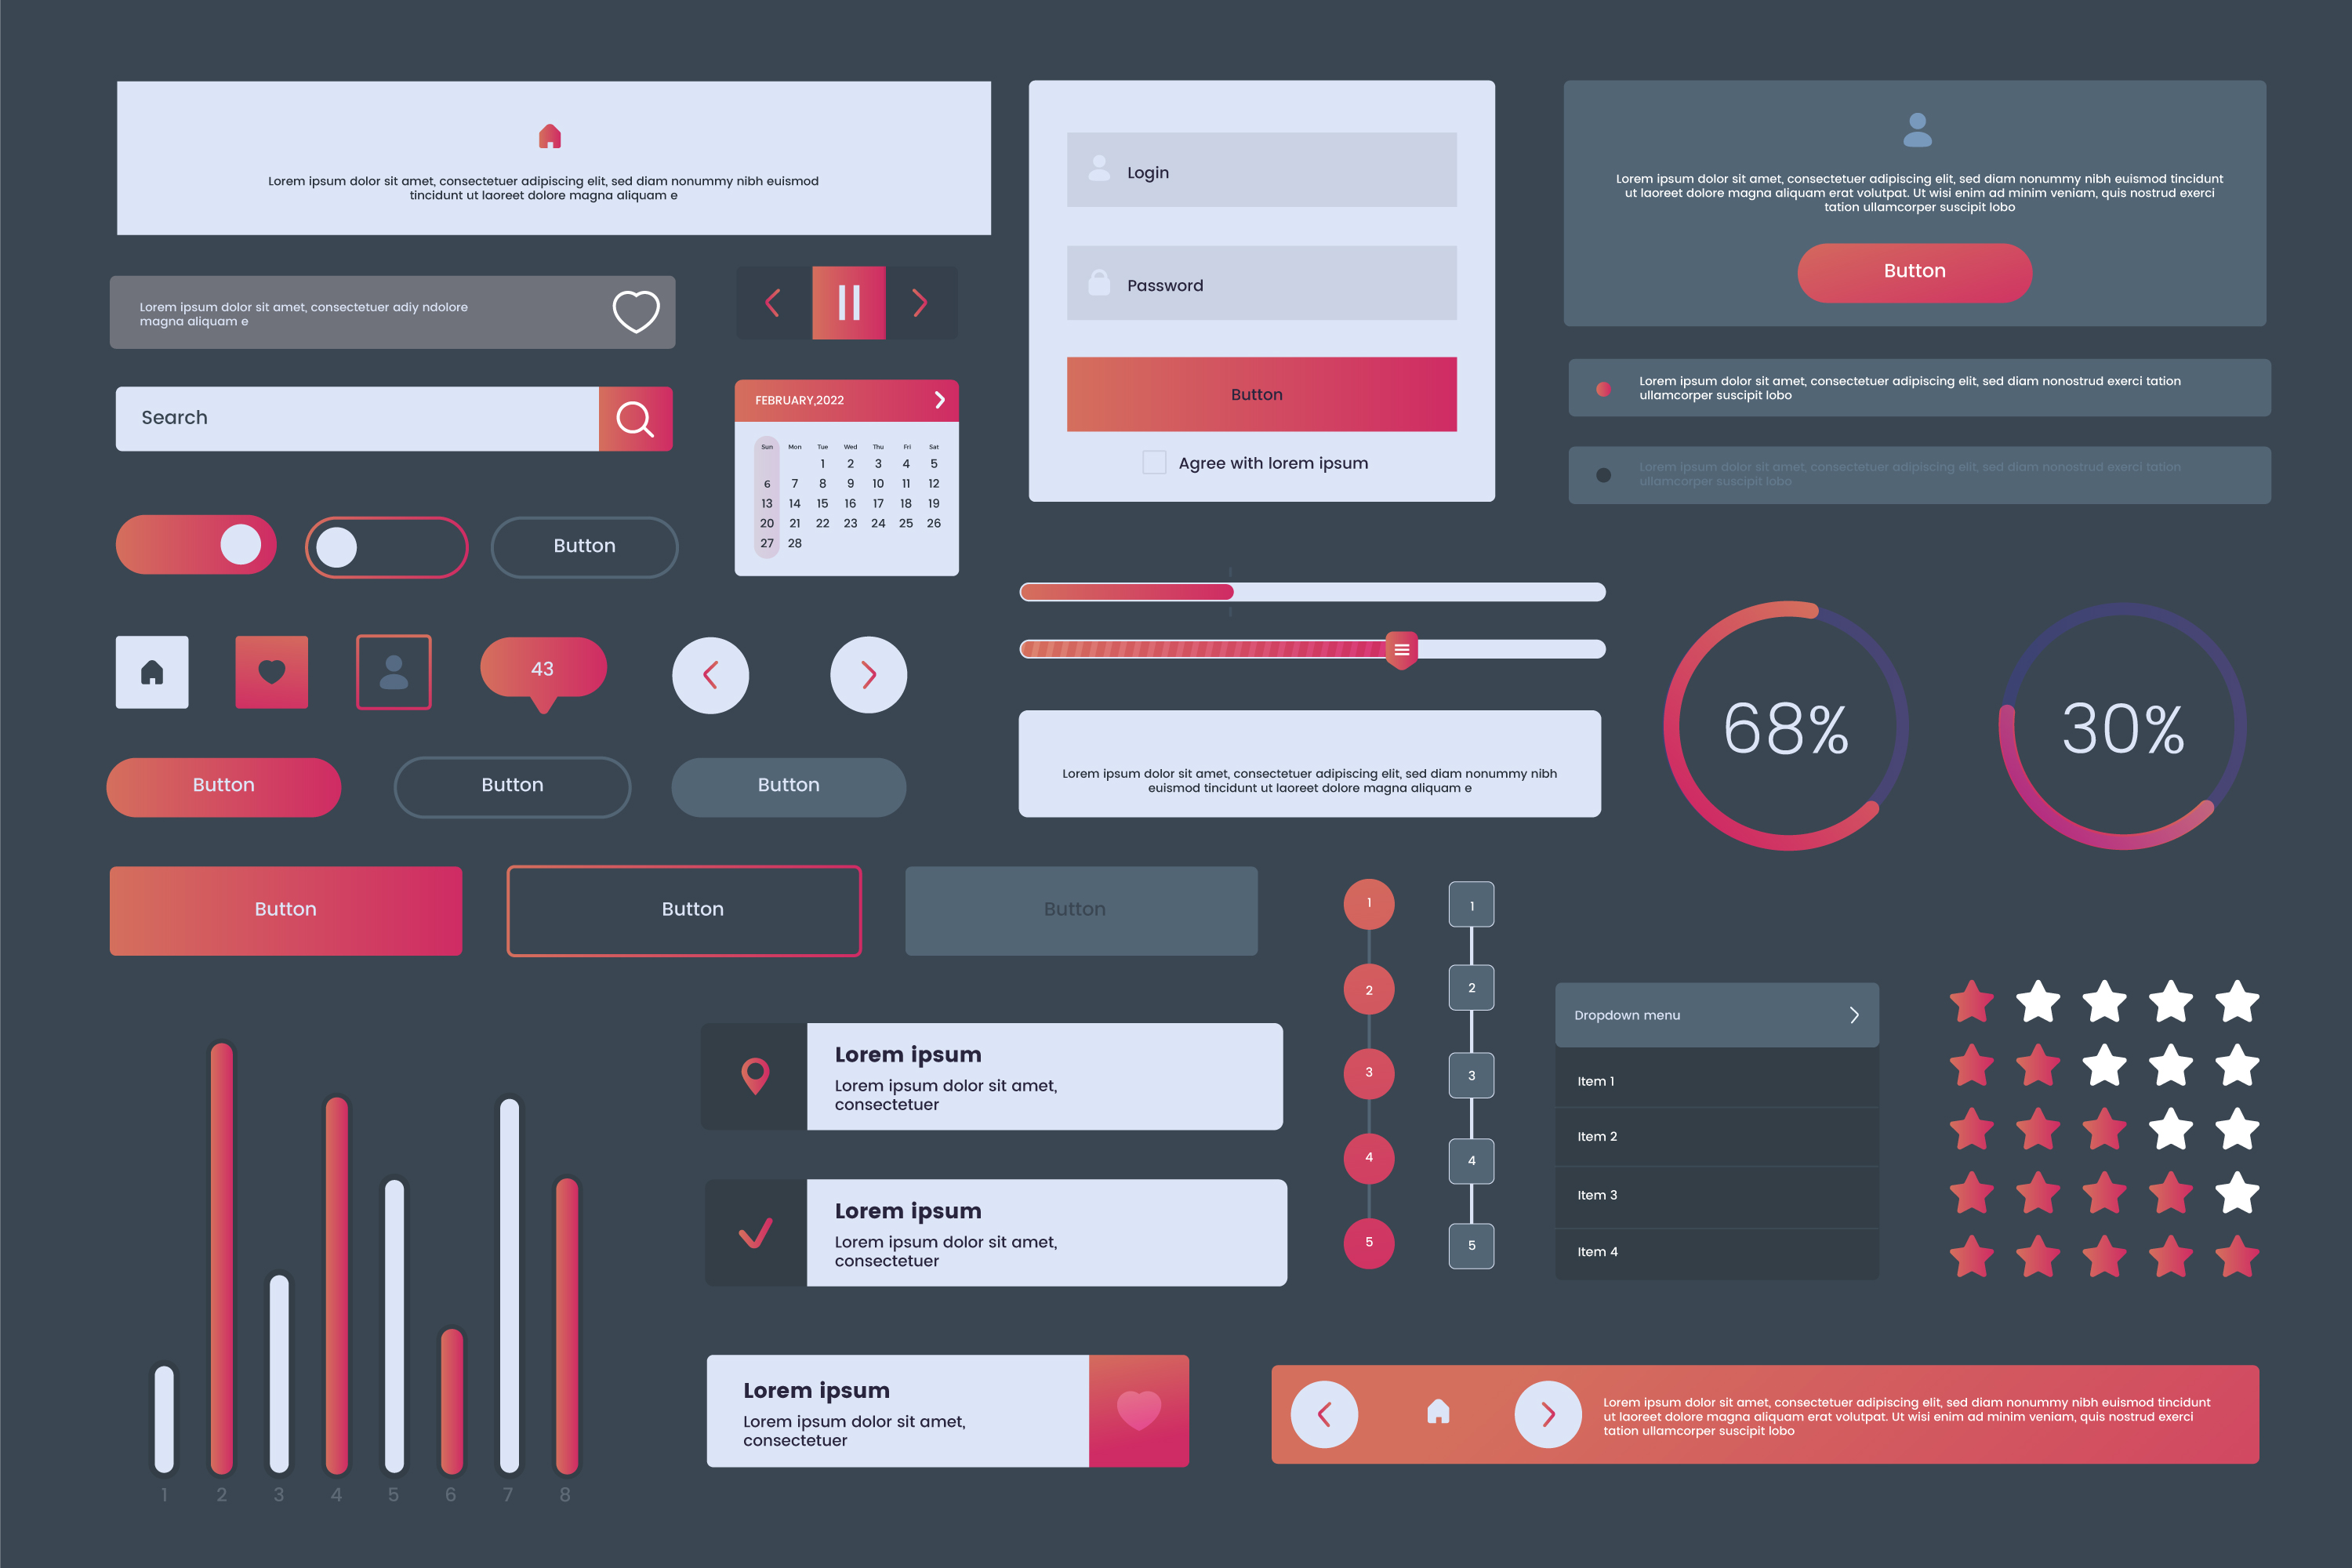 Lorem ipsum dolor sit amet, consectetuer adipiscing elit, sed diam nonummy nibh euismod
tincidunt ut laoreet dolore magna aliquam e
Login
Password
Button
Agree with lorem ipsum
Lorem ipsum dolor sit amet, consectetuer adipiscing elit, sed diam nonummy nibh euismod tincidunt
ut laoreet dolore magna aliquam erat volutpat. Ut wisi enim ad minim veniam, quis nostrud exerci
tation ullamcorper suscipit lobo
Button
Lorem ipsum dolor sit amet, consectetuer adiy ndolore
magna aliquam e
Search
FEBRUARY,2022
Sun Mon Tue Wed Thu Fri Sat
1 2 3 4 5
6 7 8 9 10 11 12
13 14 15 16 17 18 19
20 21 22 23 24 25 26
27 28
Lorem ipsum dolor sit amet, consectetuer adipiscing elit, sed diam nonostrud exerci tation
ullamcorper suscipit lobo
Lorem ipsum dolor sit amet, consectetuer adipiscing elit, sed diam nonostrud exerci tation
ullamcorper suscipit lobo
Button
43
Button
Button
Button
Lorem ipsum dolor sit amet, consectetuer adipiscing elit, sed diam nonummy nibh
euismod tincidunt ut laoreet dolore magna aliquam e
68%
30%
Button
Button
Button
1
2
3
4
5
1
2
3
4
5
Dropdown menu
Item 1
Item 2
Item 3
Item 4
Lorem ipsum
Lorem ipsum dolor sit amet,
consectetuer
Lorem ipsum
Lorem ipsum dolor sit amet,
consectetuer
Lorem ipsum
Lorem ipsum dolor sit amet,
consectetuer
Lorem ipsum dolor sit amet, consectetuer adipiscing elit, sed diam nonummy nibh euismod tincidunt
ut laoreet dolore magna aliquam erat volutpat. Ut wisi enim ad minim veniam, quis nostrud exerci
tation ullamcorper suscipit lobo
1 2 3 4 5 6 7 8